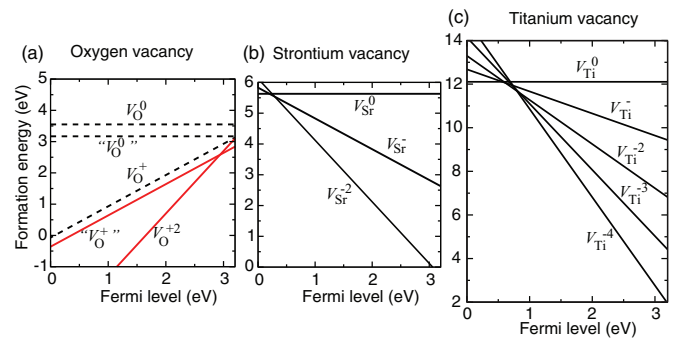 (a) Oxygen vacancy
5
4
3
2
1
0
-1
0 1 2 3
Formation energy (eV)
Fermi level (eV)
V_O^0
"V_O^0"
V_O^+
"V_O^+"
V_O^+2
(b) Strontium vacancy
6
5
4
3
2
1
0
0 1 2 3
Fermi level (eV)
V_Sr^0
V_Sr^-
V_Sr^-2
(c) Titanium vacancy
14
12
10
8
6
4
2
0 1 2 3
Fermi level (eV)
V_Ti^0
V_Ti^-
V_Ti^-2
V_Ti^-3
V_Ti^-4